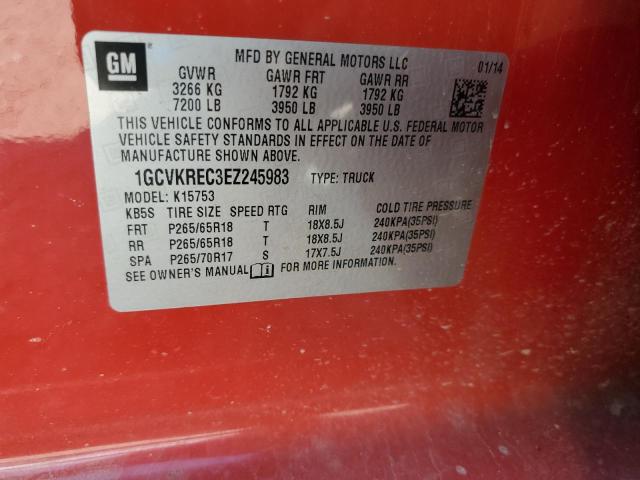 GM
MFD BY GENERAL MOTORS LLC 01/14
GVWR GAWR FRT GAWR RR
3266 KG 1792 KG 1792 KG
7200 LB 3950 LB 3950 LB
THIS VEHICLE CONFORMS TO ALL APPLICABLE U.S. FEDERAL MOTOR
VEHICLE SAFETY STANDARDS IN EFFECT ON THE DATE OF
MANUFACTURE SHOWN ABOVE.
1GCVKREC3EZ245983 TYPE: TRUCK
MODEL: K15753
KB5S TIRE SIZE SPEED RTG RIM COLD TIRE PRESSURE
FRT P265/65R18 T 18X8.5J 240KPA(35PSI)
RR P265/65R18 T 18X8.5J 240KPA(35PSI)
SPA P265/70R17 S 17X7.5J 240KPA(35PSI)
SEE OWNER'S MANUAL FOR MORE INFORMATION.